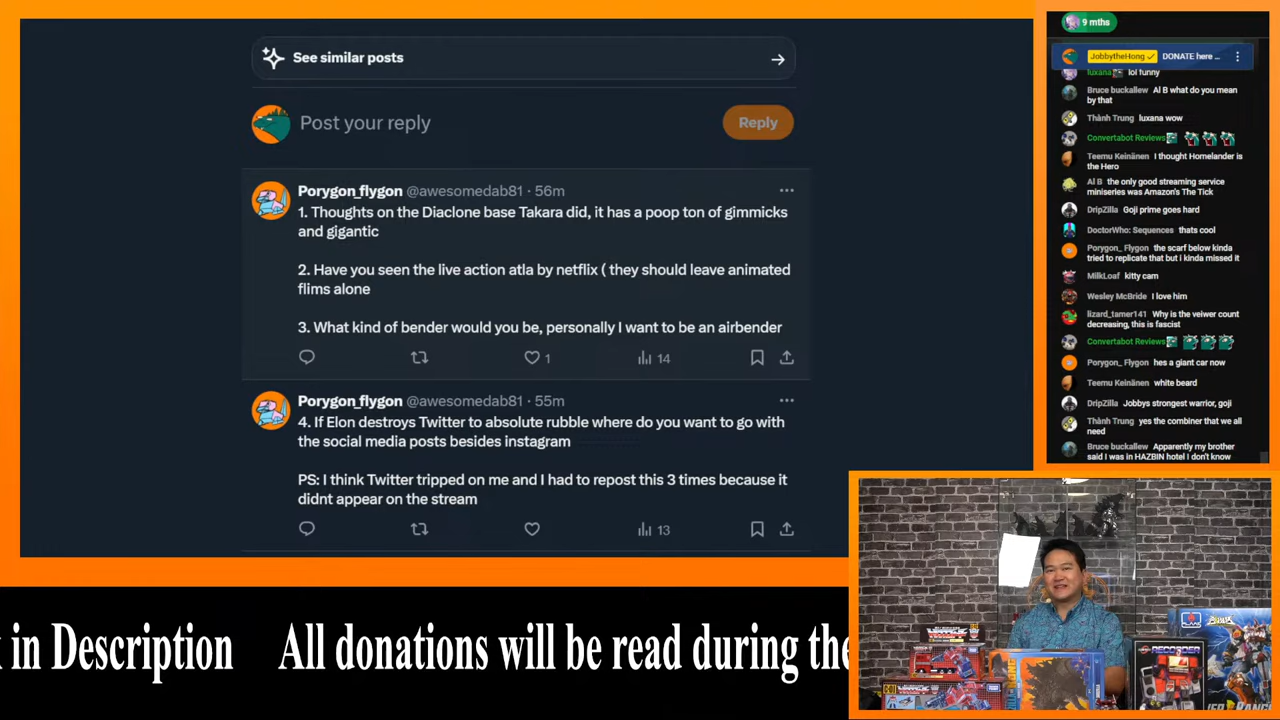 See similar posts
Post your reply
Reply
Porygon_flygon @awesomedab81 · 56m
1. Thoughts on the Diaclone base Takara did, it has a poop ton of gimmicks
and gigantic
2. Have you seen the live action atla by netflix ( they should leave animated
flims alone
3. What kind of bender would you be, personally I want to be an airbender
1
14
Porygon_flygon @awesomedab81 · 55m
4. If Elon destroys Twitter to absolute rubble where do you want to go with
the social media posts besides instagram
PS: I think Twitter tripped on me and I had to repost this 3 times because it
didnt appear on the stream
13
9 mths
JobbytheHong DONATE here ...
luxana lol funny
Bruce buckallew Al B what do you mean
by that
Thành Trung luxana wow
Convertabot Reviews
Teemu Keinänen I thought Homelander is
the Hero
Al B the only good streaming service
miniseries was Amazon's The Tick
DripZilla Goji prime goes hard
DoctorWho: Sequences thats cool
Porygon_ Flygon the scarf below kinda
tried to replicate that but i kinda missed it
MilkLoaf kitty cam
Wesley McBride I love him
lizard_tamer141 Why is the veiwer count
decreasing, this is fascist
Convertabot Reviews
Porygon_ Flygon hes a giant car now
Teemu Keinänen white beard
DripZilla Jobbys strongest warrior, goji
Thành Trung yes the combiner that we all
need
Bruce buckallew Apparently my brother
said I was in HAZBIN hotel I don't know
in Description All donations will be read during the
RECORDER